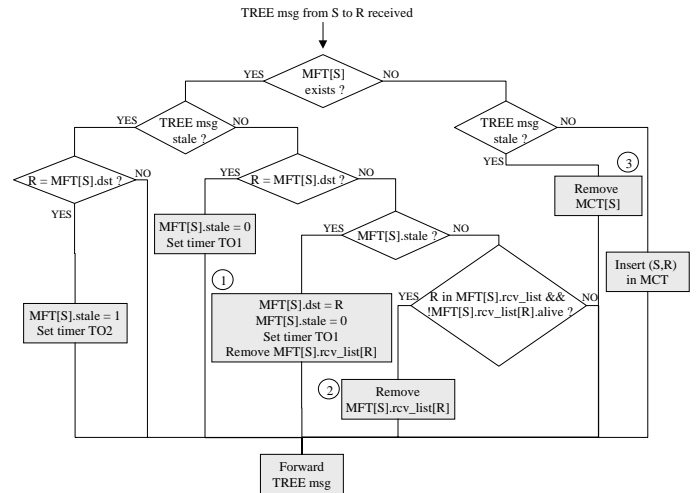 TREE msg from S to R received
MFT[S]
exists ?
YES
NO
TREE msg
stale ?
YES
NO
TREE msg
stale ?
YES
NO
R = MFT[S].dst ?
YES
NO
R = MFT[S].dst ?
YES
NO
3
Remove
MCT[S]
MFT[S].stale = 0
Set timer TO1
1
MFT[S].stale ?
YES
NO
Insert (S,R)
in MCT
MFT[S].stale = 1
Set timer TO2
MFT[S].dst = R
MFT[S].stale = 0
Set timer TO1
Remove MFT[S].rcv_list[R]
R in MFT[S].rcv_list &&
!MFT[S].rcv_list[R].alive ?
YES
NO
2
Remove
MFT[S].rcv_list[R]
Forward
TREE msg